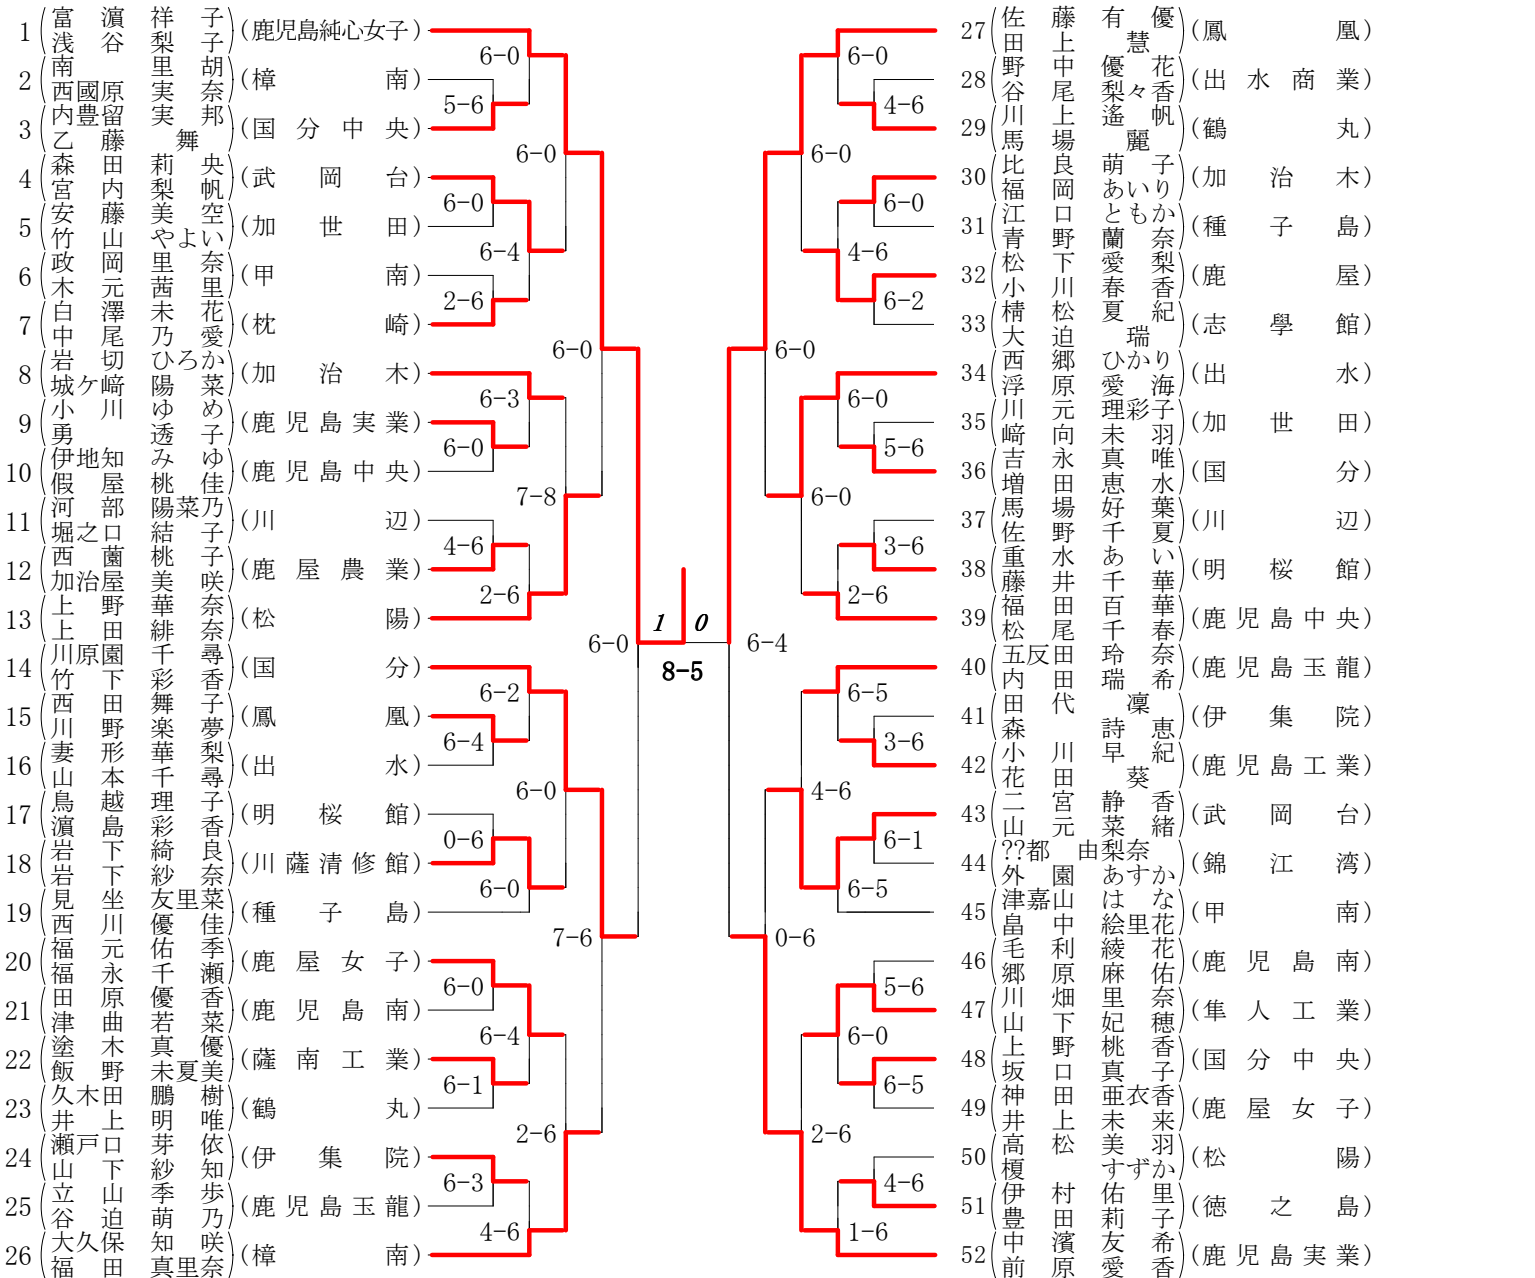 1 (富濵祥子 浅谷梨子) (鹿児島純心女子)
2 (南里胡 西國原実奈) (樟南)
3 (内豊留実邦 乙藤舞) (国分中央)
4 (森田莉央 宮内梨帆) (武岡台)
5 (安藤美空 竹山やよい) (加世田)
6 (政岡里奈 木元茜里) (甲南)
7 (白澤未花 中尾乃愛) (枕崎)
8 (岩切ひろか 城ケ﨑陽菜) (加治木)
9 (小川ゆめ 勇透子) (鹿児島実業)
10 (伊地知みゆ 假屋桃佳) (鹿児島中央)
11 (河部陽菜乃 堀之口結子) (川辺)
12 (西薗桃子 加治屋美咲) (鹿屋農業)
13 (上野華奈 上田緋奈) (松陽)
14 (川原園千尋 竹下彩香) (国分)
15 (西田舞子 川野楽夢) (鳳凰)
16 (妻形華梨 山本千尋) (出水)
17 (鳥越理子 濵島彩香) (明桜館)
18 (岩下綺良 岩下紗奈) (川薩清修館)
19 (見坐友里菜 西川優佳) (種子島)
20 (福元佑季 福永千瀬) (鹿屋女子)
21 (田原優香 津曲若菜) (鹿児島南)
22 (塗木真優 飯野未夏美) (薩南工業)
23 (久木田鵬樹 井上明唯) (鶴丸)
24 (瀬戸口芽依 山下紗知) (伊集院)
25 (立山季歩 谷迫萌乃) (鹿児島玉龍)
26 (大久保知咲 福田真里奈) (樟南)
6-0
5-6
6-0
6-0
6-4
2-6
6-0
6-3
6-0
7-8
4-6
2-6
6-0
6-2
6-4
6-0
0-6
6-0
7-6
6-0
6-4
6-1
2-6
6-3
4-6
1 0
8-5
6-0
4-6
6-0
6-0
4-6
6-2
6-0
6-0
5-6
6-0
3-6
2-6
6-4
6-5
3-6
4-6
6-1
6-5
0-6
5-6
6-0
6-5
2-6
4-6
1-6
27 (佐藤有優 田上慧) (鳳凰)
28 (野中優花 谷尾梨々香) (出水商業)
29 (川上遙帆 馬場麗) (鶴丸)
30 (比良萌子 福岡あいり) (加治木)
31 (江口ともか 青野蘭奈) (種子島)
32 (松下愛梨 小川春香) (鹿屋)
33 (棈松夏紀 大迫瑞) (志學館)
34 (西郷ひかり 浮原愛海) (出水)
35 (川元理彩子 﨑向未羽) (加世田)
36 (吉永真唯 増田恵水) (国分)
37 (馬場好葉 佐野千夏) (川辺)
38 (重水あい 藤井千華) (明桜館)
39 (福田百華 松尾千春) (鹿児島中央)
40 (五反田玲奈 内田瑞希) (鹿児島玉龍)
41 (田代凜 森詩恵) (伊集院)
42 (小川早紀 花田葵) (鹿児島工業)
43 (二宮静香 山元菜緒) (武岡台)
44 (??都由梨奈 外園あすか) (錦江湾)
45 (津嘉山はな 畠中絵里花) (甲南)
46 (毛利綾花 郷原麻佑) (鹿児島南)
47 (川畑里奈 山下妃穂) (隼人工業)
48 (上野桃香 坂口真子) (国分中央)
49 (神田亜衣香 井上未来) (鹿屋女子)
50 (高松美羽 榎すずか) (松陽)
51 (伊村佑里 豊田莉子) (徳之島)
52 (中濱友希 前原愛香) (鹿児島実業)